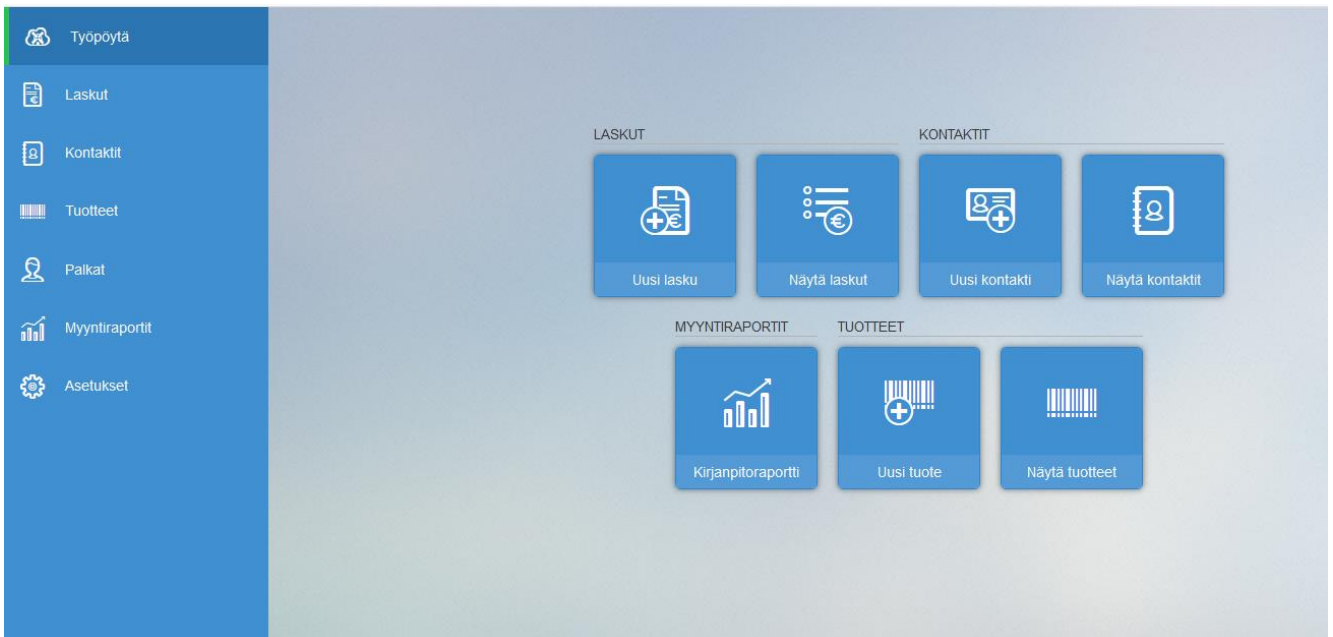 Työpöytä
Laskut
Kontaktit
Tuotteet
Palkat
Myyntiraportit
Asetukset
LASKUT
KONTAKTIT
Uusi lasku
Näytä laskut
Uusi kontakti
Näytä kontaktit
MYYNTIRAPORTIT
TUOTTEET
Kirjanpitoraportti
Uusi tuote
Näytä tuotteet